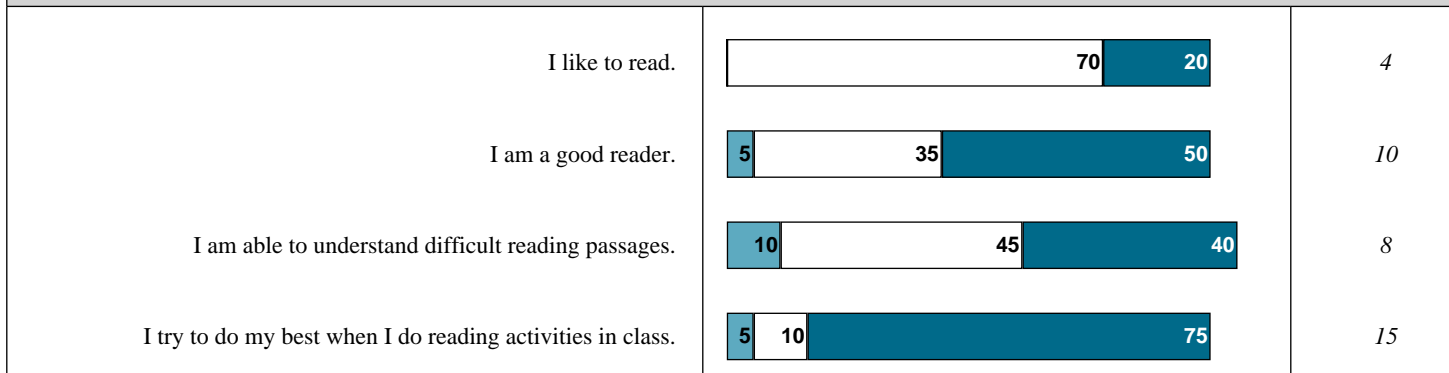 I like to read. 70 20 4
I am a good reader. 5 35 50 10
I am able to understand difficult reading passages. 10 45 40 8
I try to do my best when I do reading activities in class. 5 10 75 15